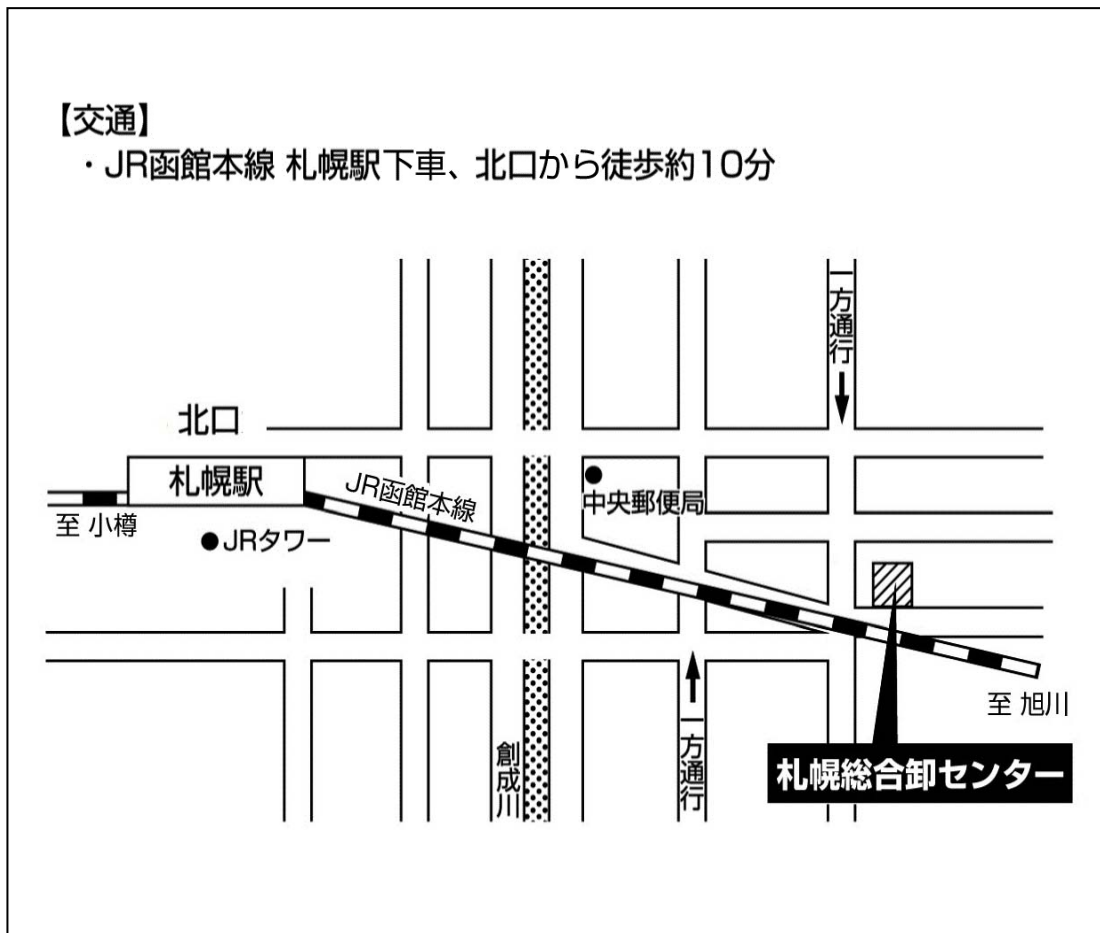 【交通】
・JR函館本線 札幌駅下車、北口から徒歩約10分
一方通行
北口
札幌駅
JR函館本線
中央郵便局
至 小樽
JRタワー
至 旭川
創成川
一方通行
札幌総合卸センター